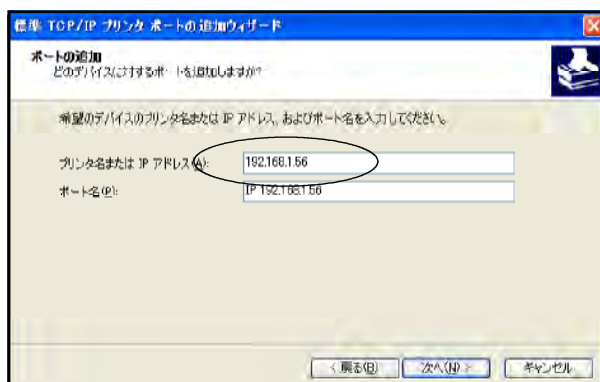 標準 TCP/IP プリンタ ポートの追加ウィザード
ポートの追加
どのデバイスに対するポートを追加しますか?
希望のデバイスのプリンタ名または IP アドレス、およびポート名を入力してください。
プリンタ名または IP アドレス(A): 192.168.1.56
ポート名(P): IP_192.168.1.56
< 戻る(B) 次へ(N) > キャンセル